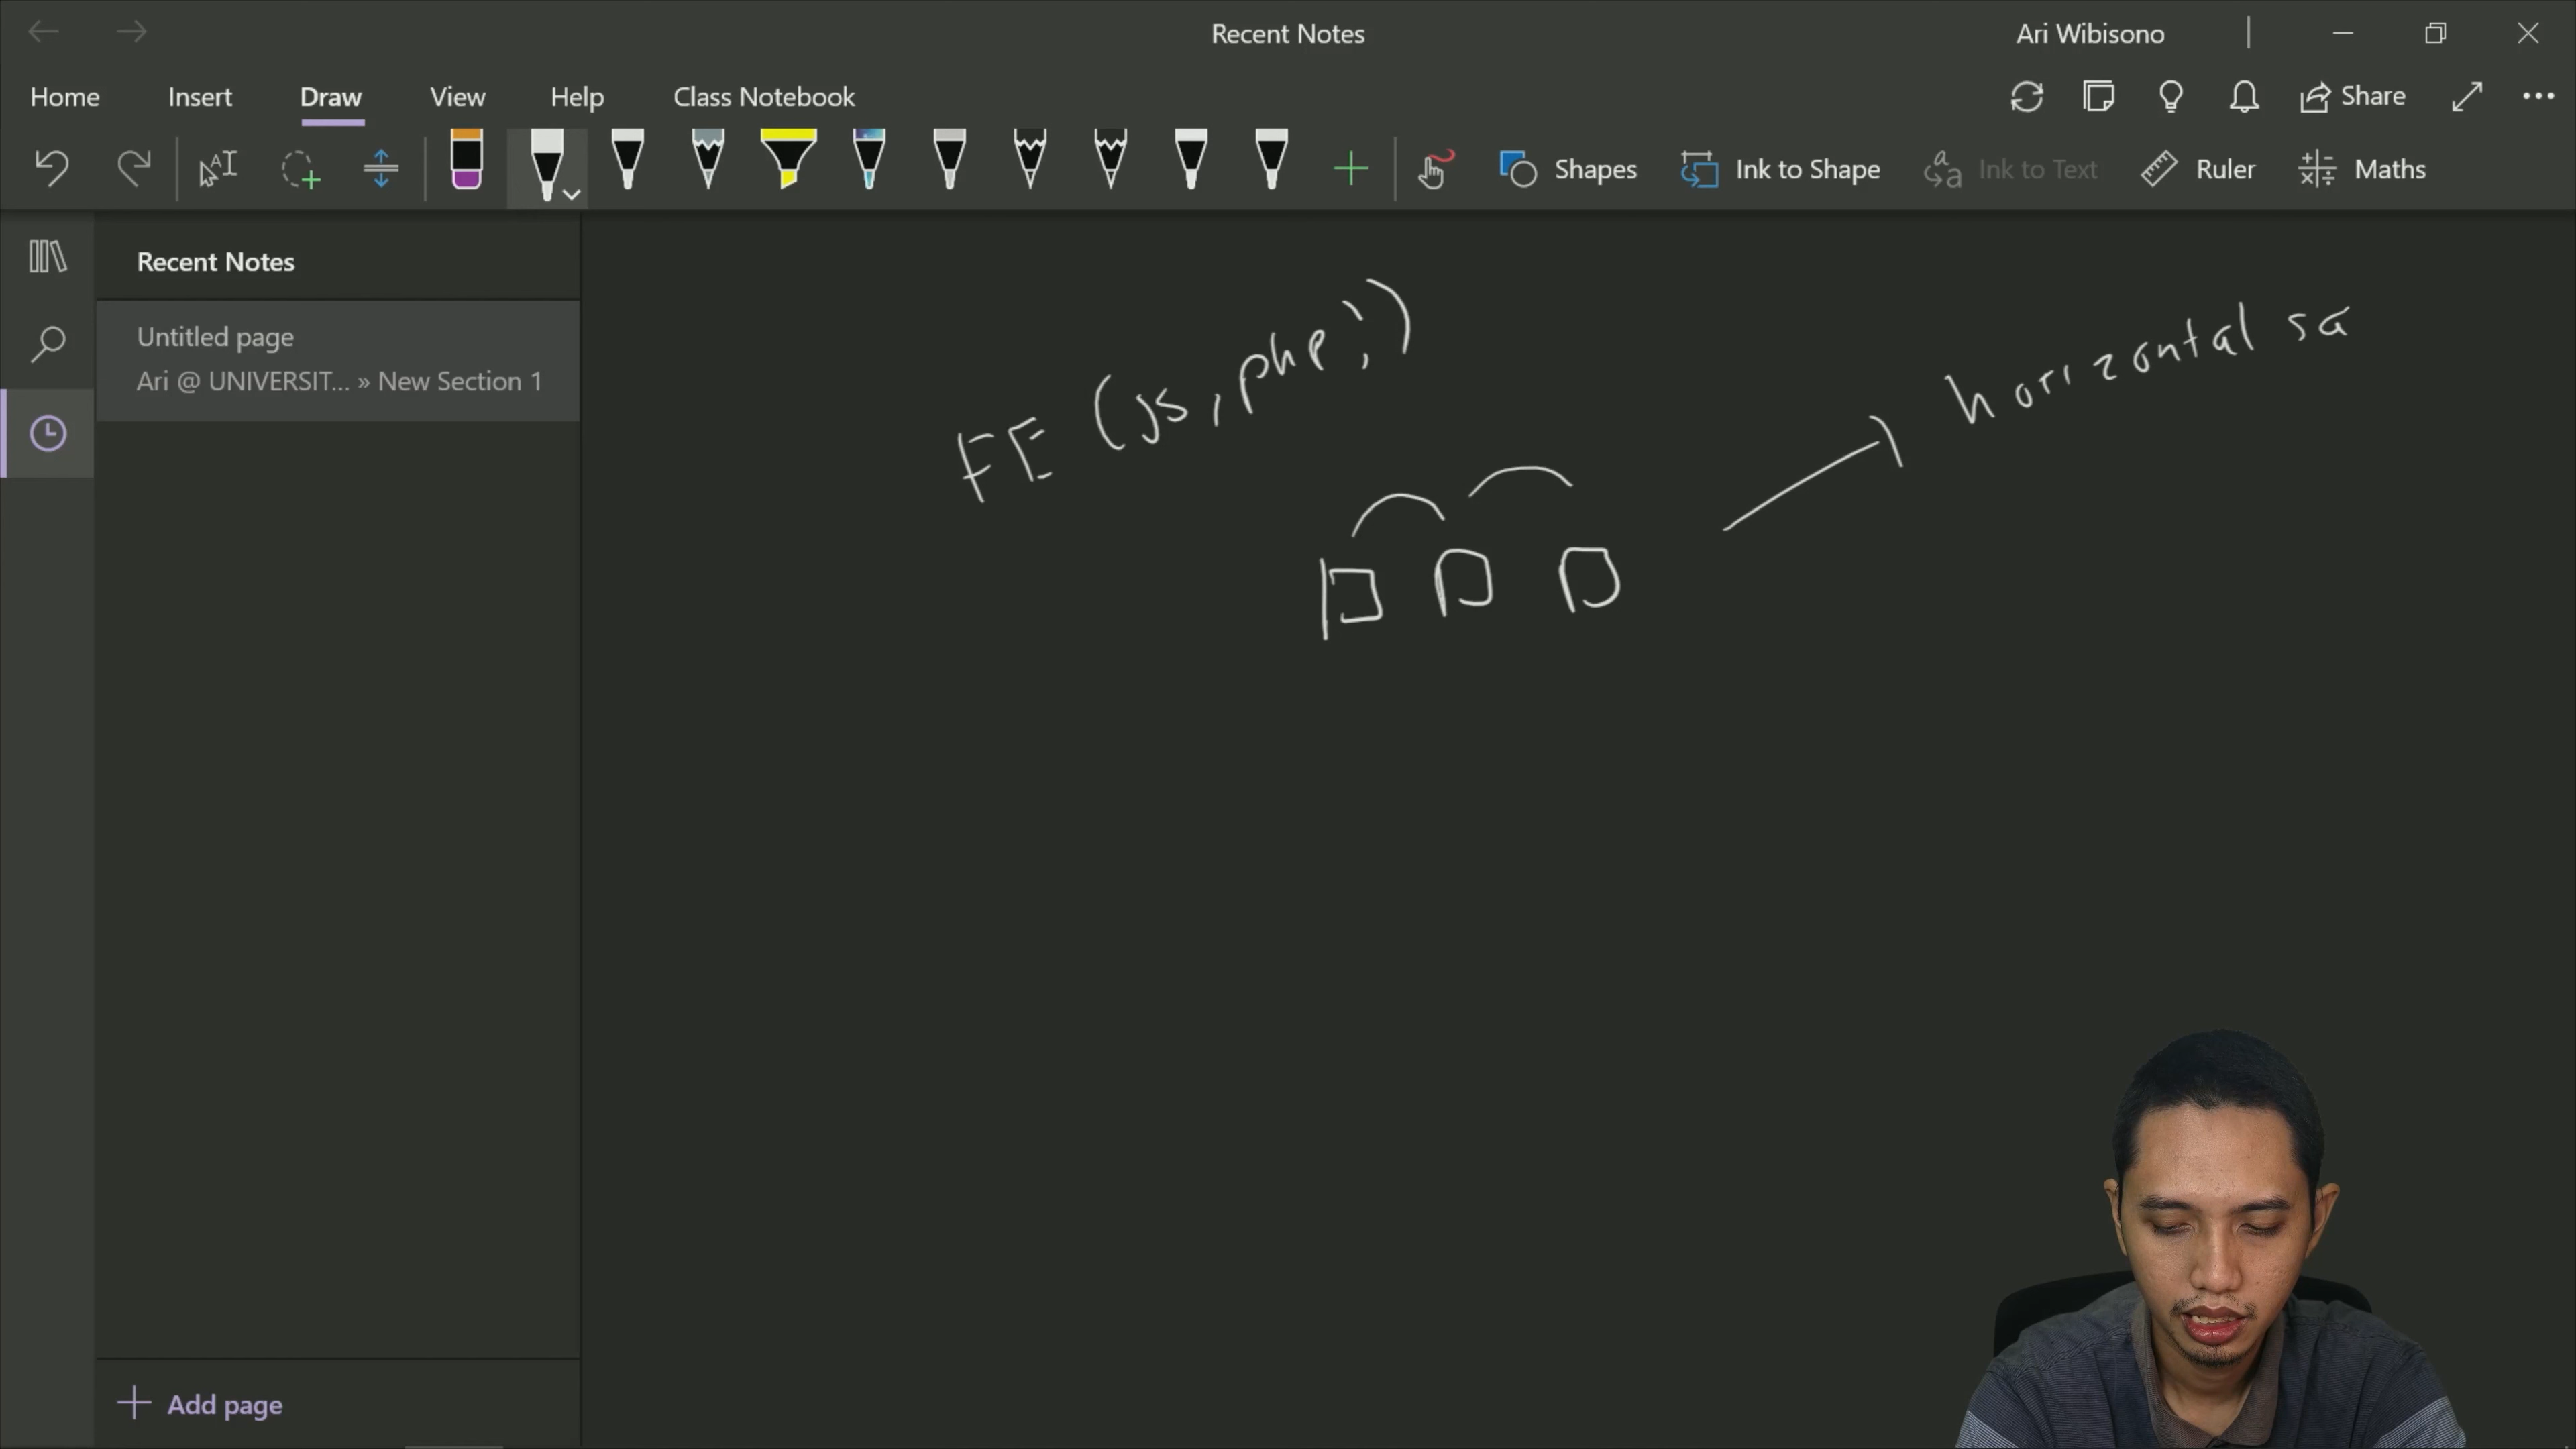 Recent Notes
Ari Wibisono
Home Insert Draw View Help Class Notebook
Share
Shapes Ink to Shape Ink to Text Ruler Maths
Recent Notes
Untitled page
Ari @ UNIVERSIT... » New Section 1
FE (js, php, )
horizontal sa
Add page